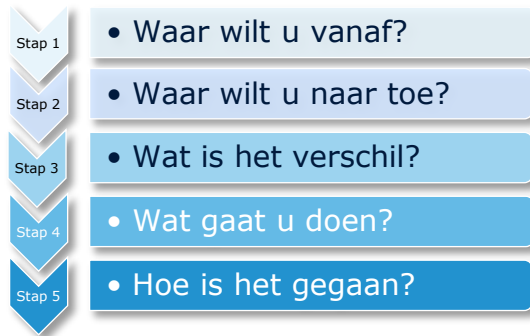 Stap 1
• Waar wilt u vanaf?
Stap 2
• Waar wilt u naar toe?
Stap 3
• Wat is het verschil?
Stap 4
• Wat gaat u doen?
Stap 5
• Hoe is het gegaan?